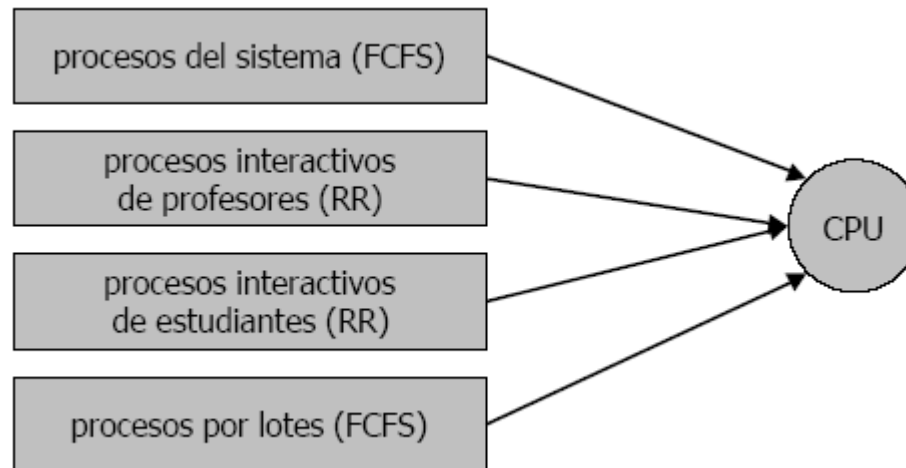 procesos del sistema (FCFS)
procesos interactivos
de profesores (RR)
CPU
procesos interactivos
de estudiantes (RR)
procesos por lotes (FCFS)